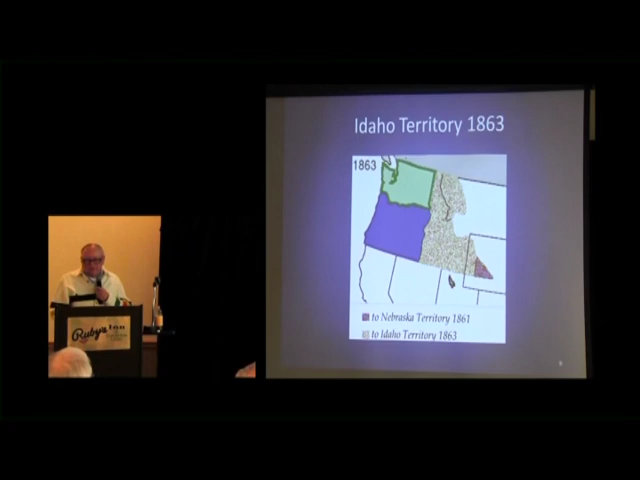 Idaho Territory 1863
1863
to Nebraska Territory 1861
to Idaho Territory 1863
Ruby's Inn